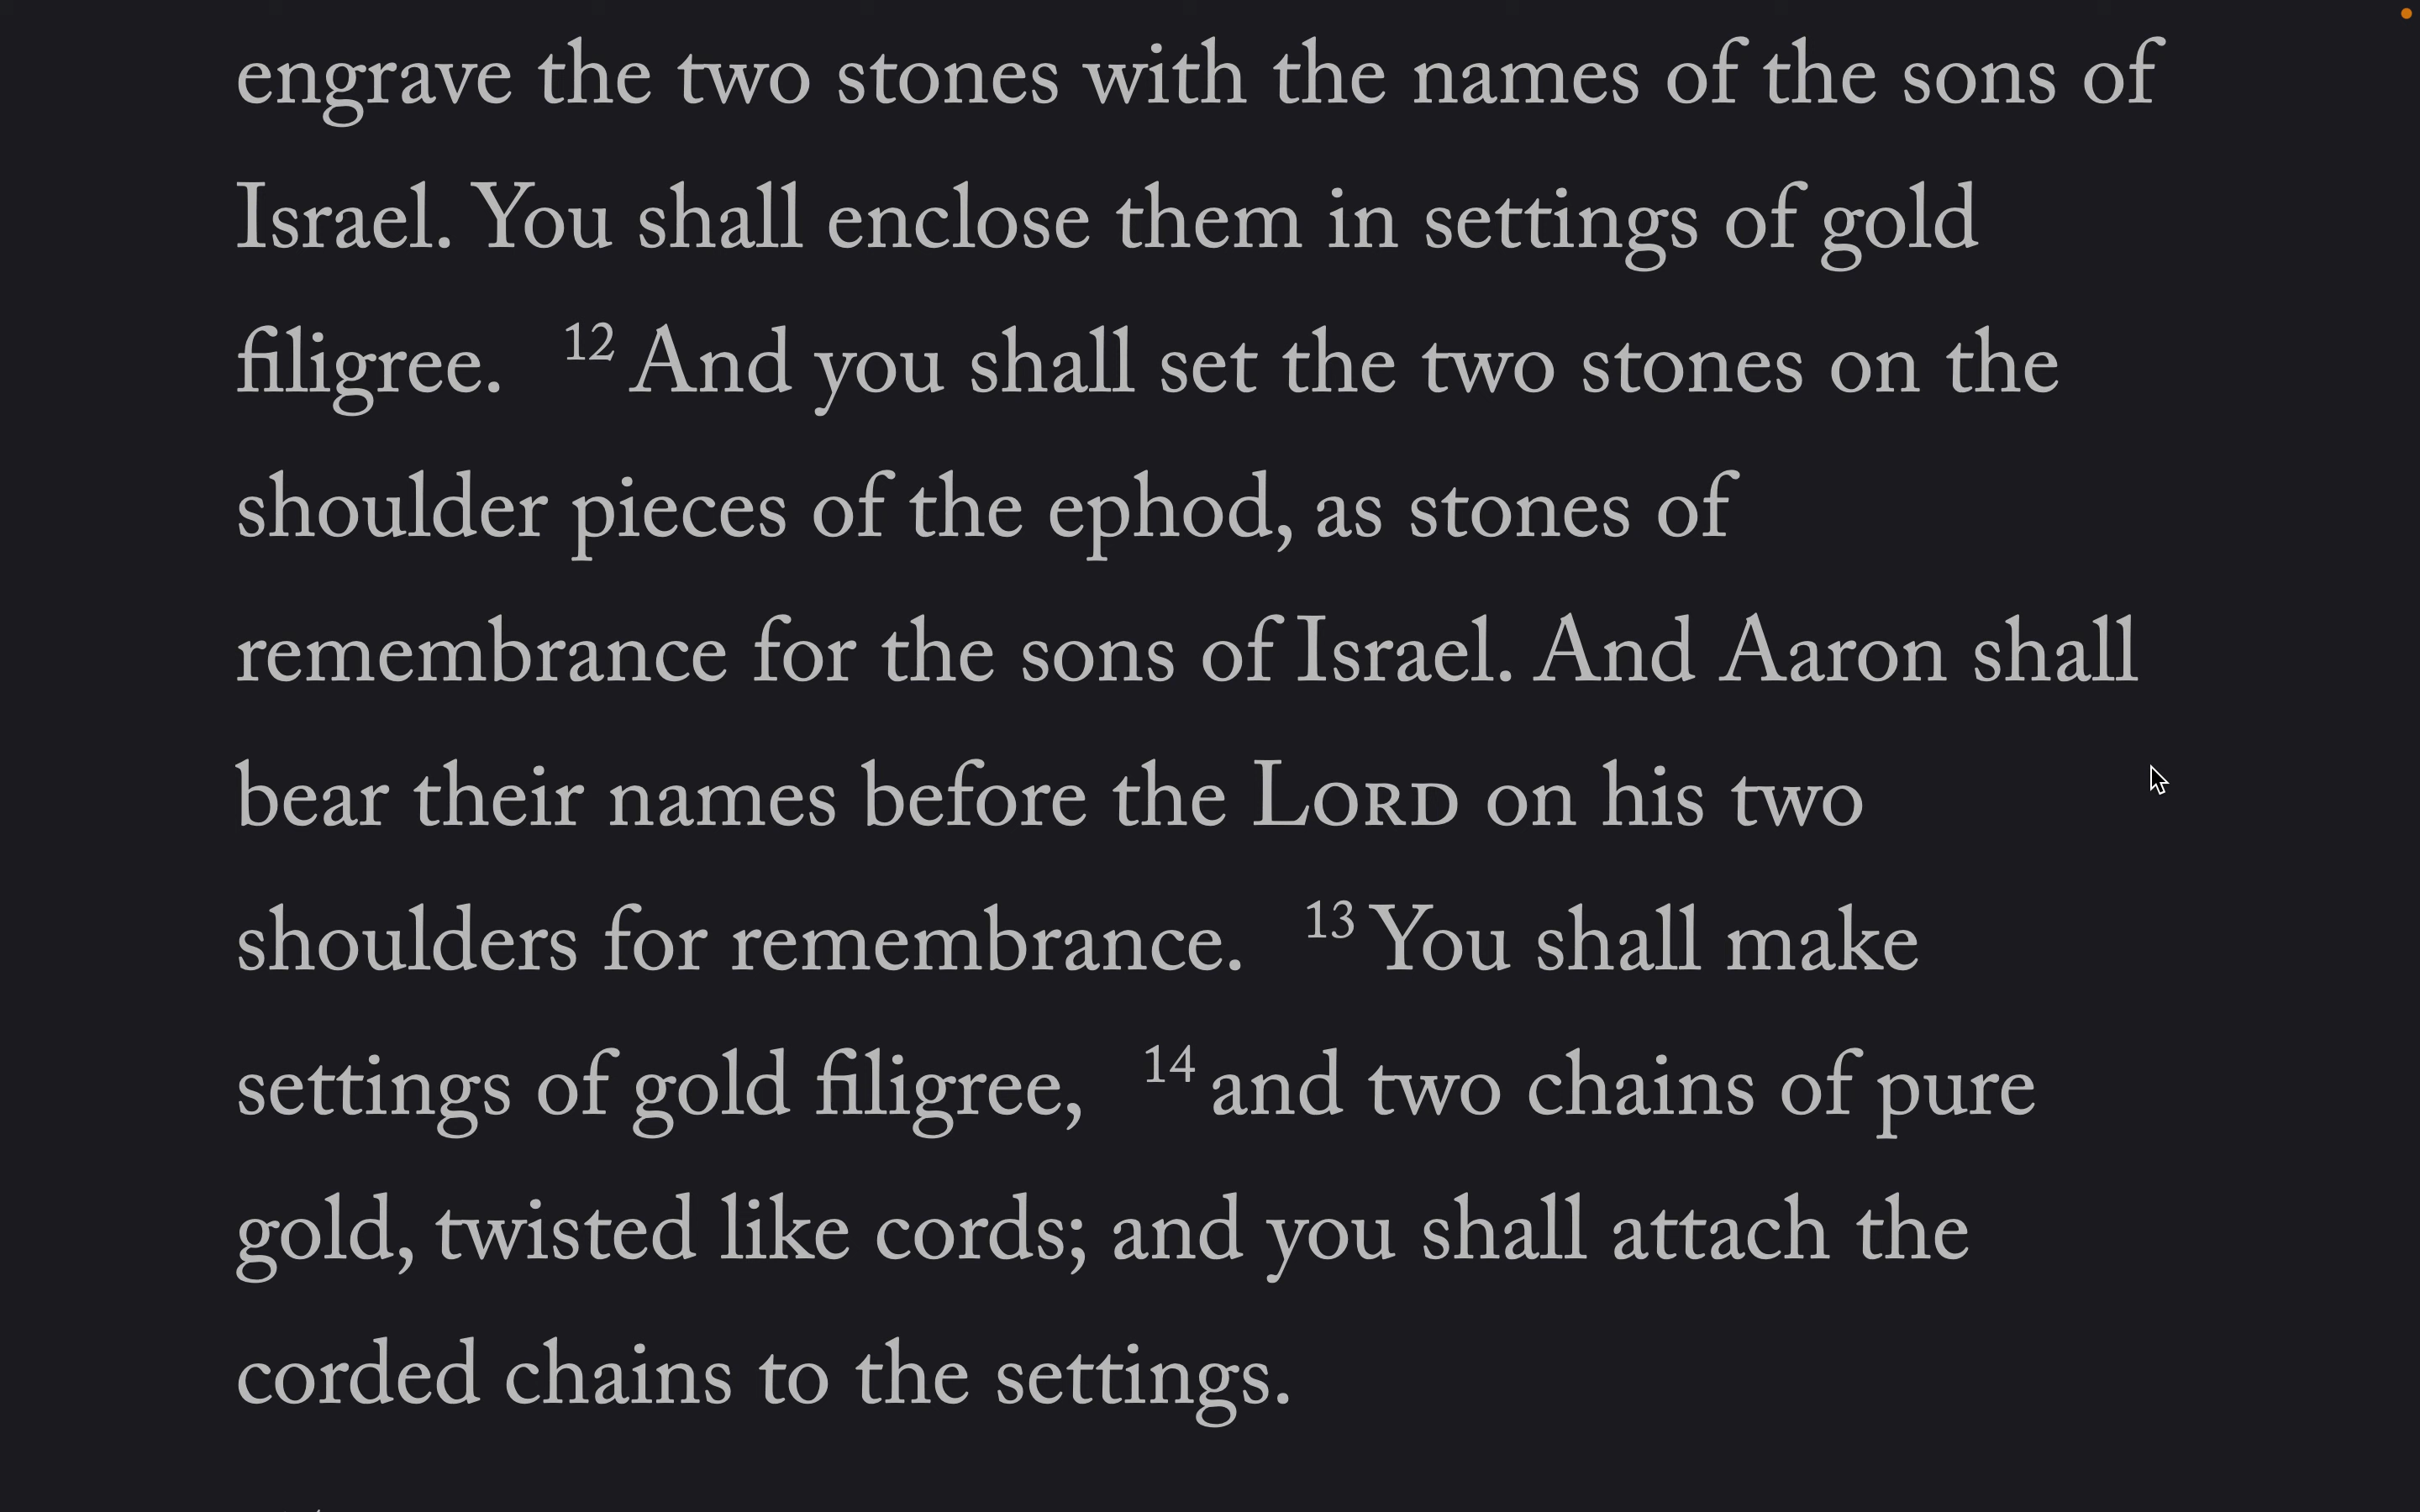 engrave the two stones with the names of the sons of
Israel. You shall enclose them in settings of gold
filigree. 12 And you shall set the two stones on the
shoulder pieces of the ephod, as stones of
remembrance for the sons of Israel. And Aaron shall
bear their names before the LORD on his two
shoulders for remembrance. 13 You shall make
settings of gold filigree, 14 and two chains of pure
gold, twisted like cords; and you shall attach the
corded chains to the settings.